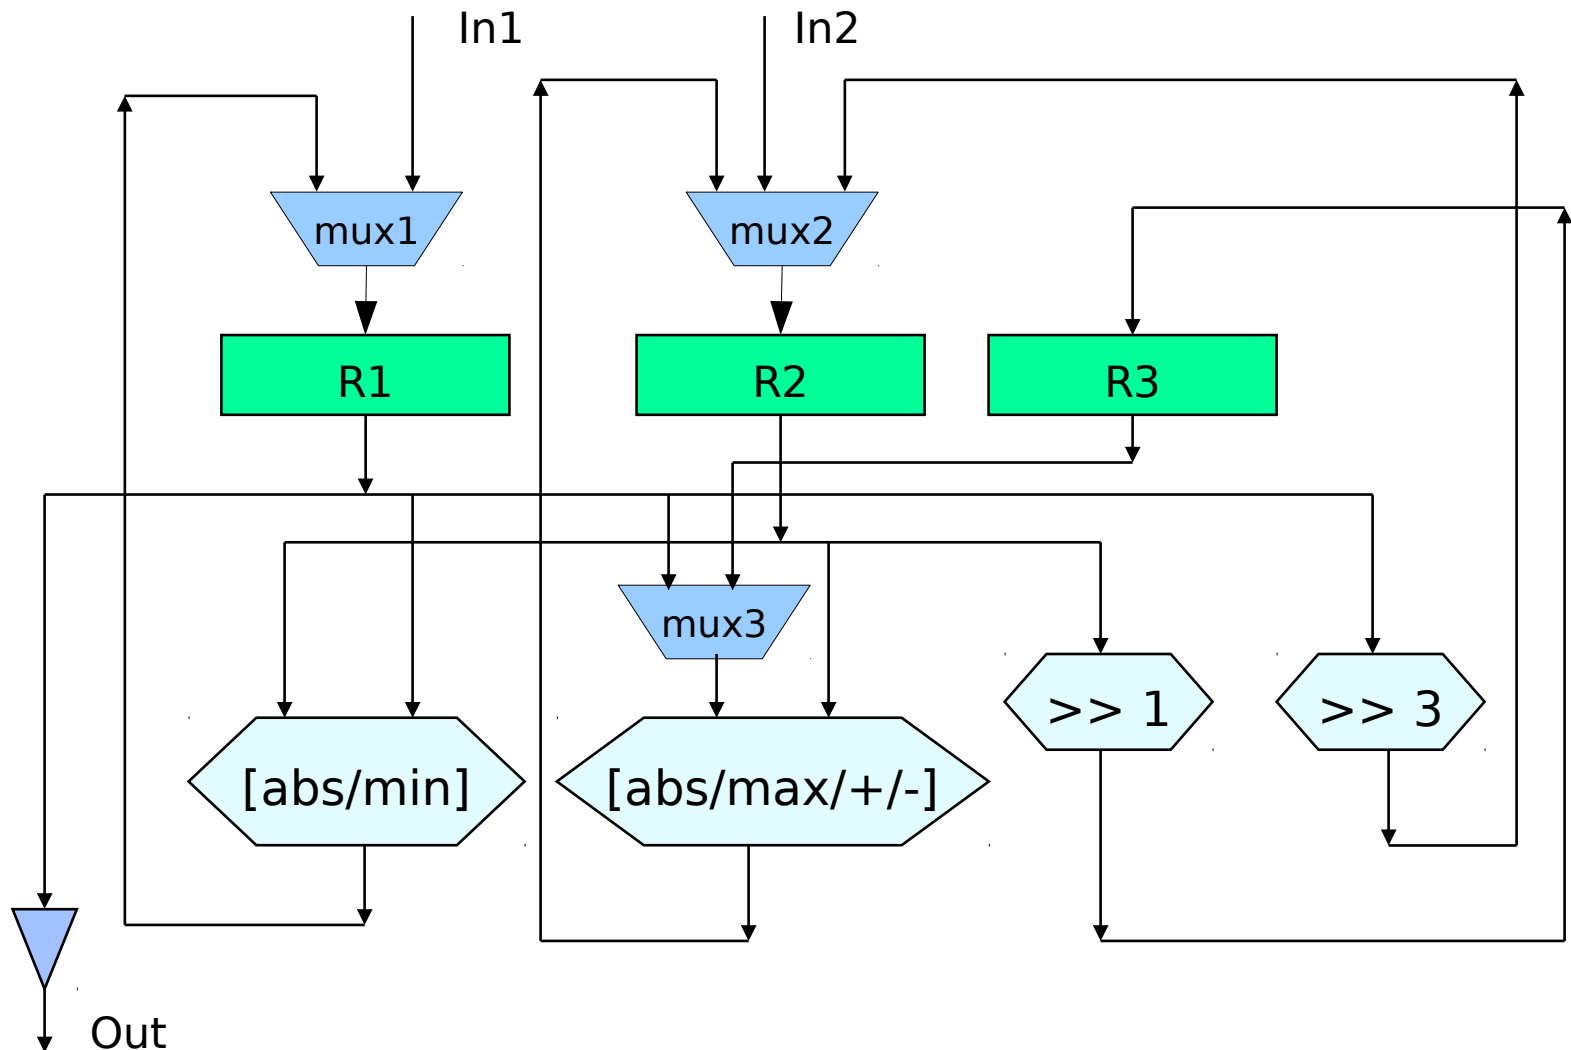 In1
In2
mux1
mux2
R1
R2
R3
mux3
>> 1
>> 3
[abs/min]
[abs/max/+/-]
Out